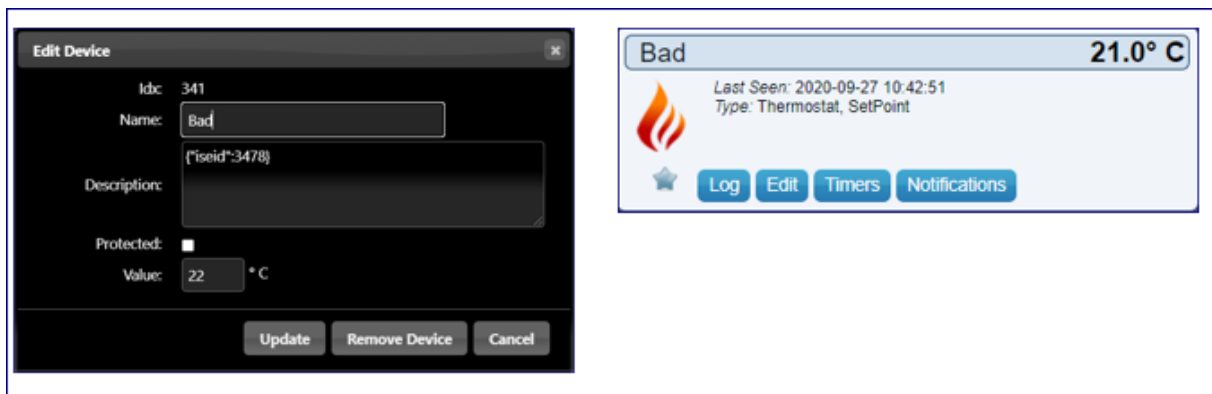 Edit Device
Idx: 341
Name: Bad
Description: {"iseid":3478}
Protected:
Value: 22 ° C
Update Remove Device Cancel
Bad 21.0° C
Last Seen: 2020-09-27 10:42:51
Type: Thermostat, SetPoint
Log Edit Timers Notifications